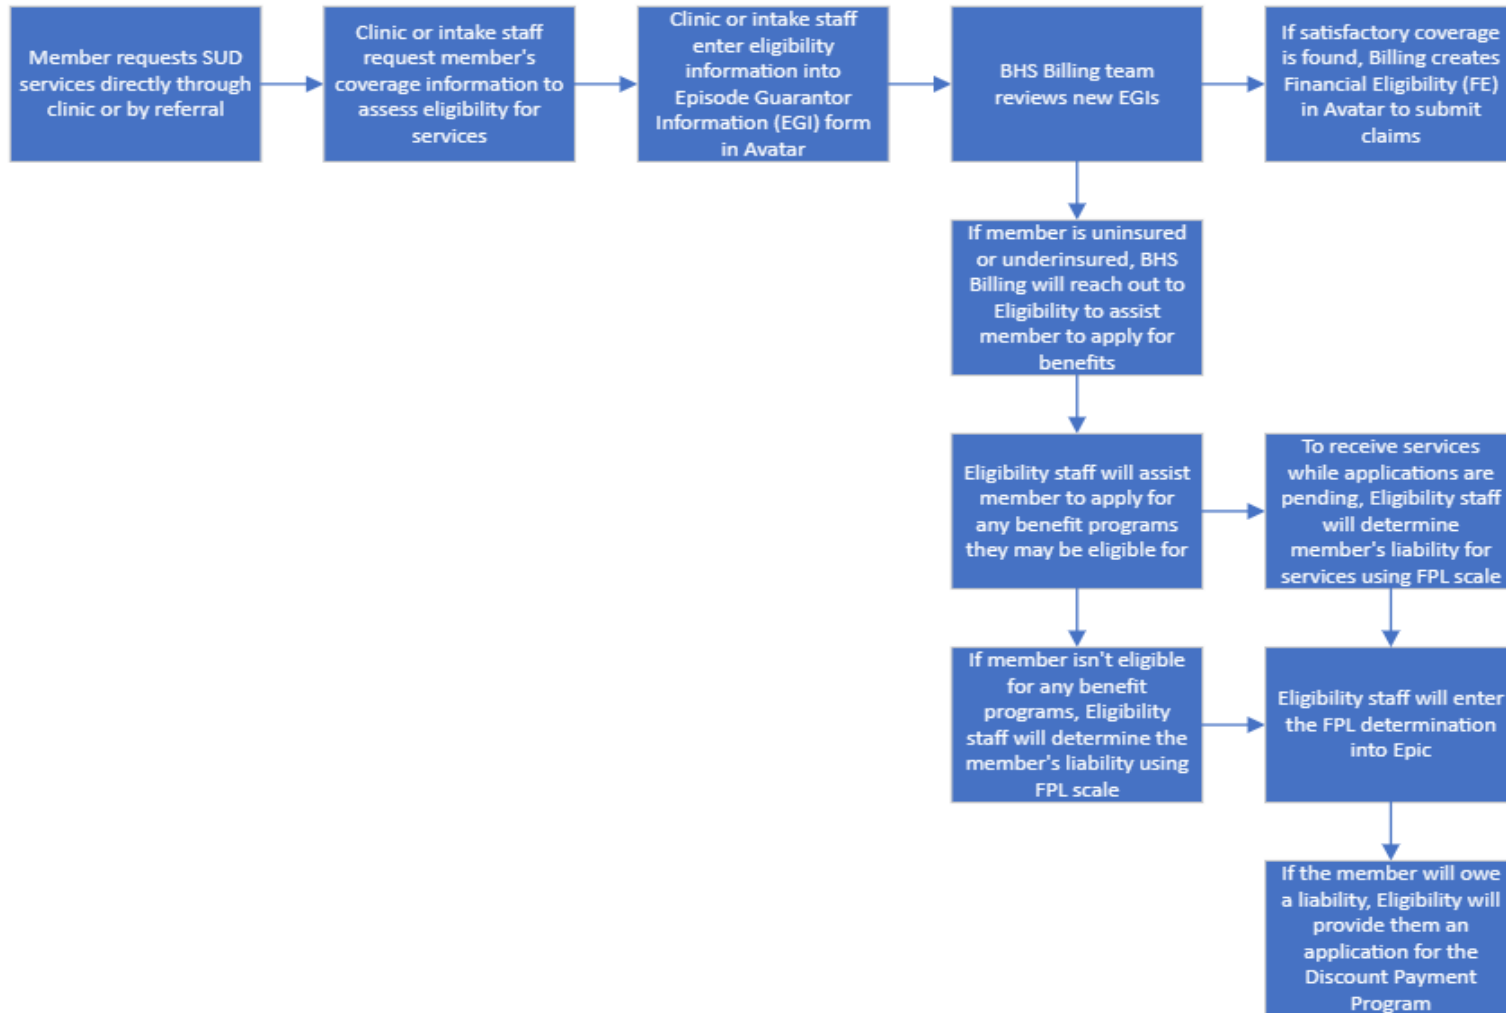 Member requests SUD
services directly through
clinic or by referral
Clinic or intake staff
request member's
coverage information to
assess eligibility for
services
Clinic or intake staff
enter eligibility
information into
Episode Guarantor
Information (EGI) form
in Avatar
BHS Billing team
reviews new EGIs
If satisfactory coverage
is found, Billing creates
Financial Eligibility (FE)
in Avatar to submit
claims
If member is uninsured
or underinsured, BHS
Billing will reach out to
Eligibility to assist
member to apply for
benefits
Eligibility staff will assist
member to apply for
any benefit programs
they may be eligible for
To receive services
while applications are
pending, Eligibility staff
will determine
member's liability for
services using FPL scale
If member isn't eligible
for any benefit
programs, Eligibility
staff will determine the
member's liability using
FPL scale
Eligibility staff will enter
the FPL determination
into Epic
If the member will owe
a liability, Eligibility will
provide them an
application for the
Discount Payment
Program